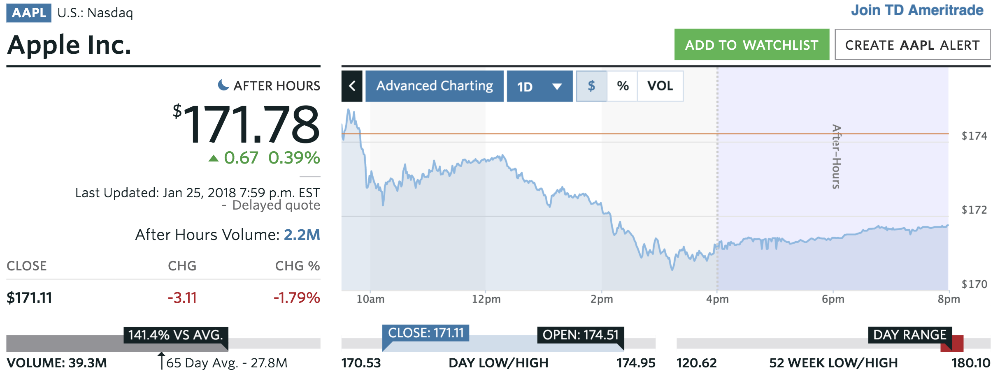 AAPL U.S.: Nasdaq
Join TD Ameritrade
Apple Inc.
ADD TO WATCHLIST
CREATE AAPL ALERT
AFTER HOURS
$171.78
0.67 0.39%
Last Updated: Jan 25, 2018 7:59 p.m. EST
- Delayed quote
After Hours Volume: 2.2M
CLOSE CHG CHG %
$171.11 -3.11 -1.79%
141.4% VS AVG.
VOLUME: 39.3M 65 Day Avg. - 27.8M
Advanced Charting 1D $ % VOL
After-Hours
$174
$172
$170
10am 12pm 2pm 4pm 6pm 8pm
CLOSE: 171.11 OPEN: 174.51
170.53 DAY LOW/HIGH 174.95
DAY RANGE
120.62 52 WEEK LOW/HIGH 180.10